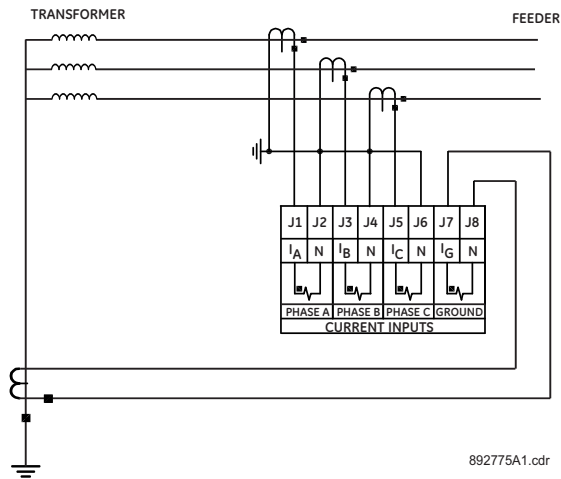 TRANSFORMER
FEEDER
J1 J2 J3 J4 J5 J6 J7 J8
IA N IB N IC N IG N
PHASE A PHASE B PHASE C GROUND
CURRENT INPUTS
892775A1.cdr